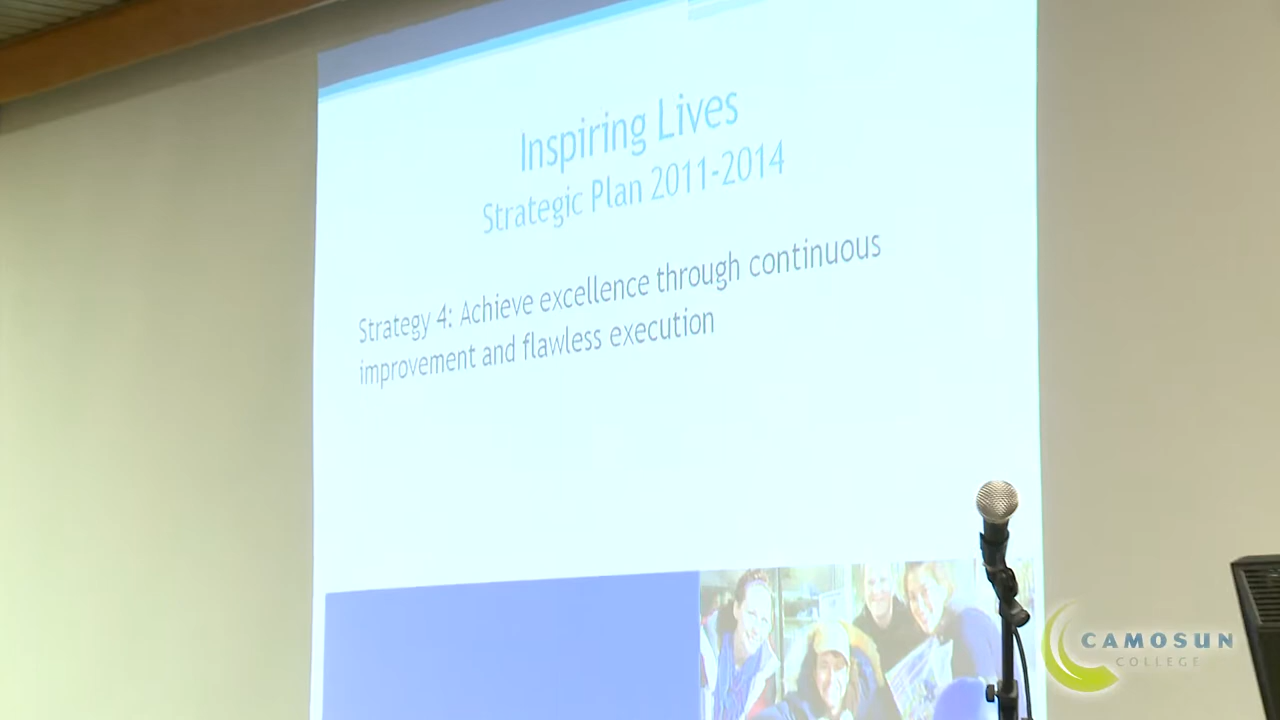 Inspiring Lives
Strategic Plan 2011-2014
Strategy 4: Achieve excellence through continuous
improvement and flawless execution
CAMOSUN
COLLEGE